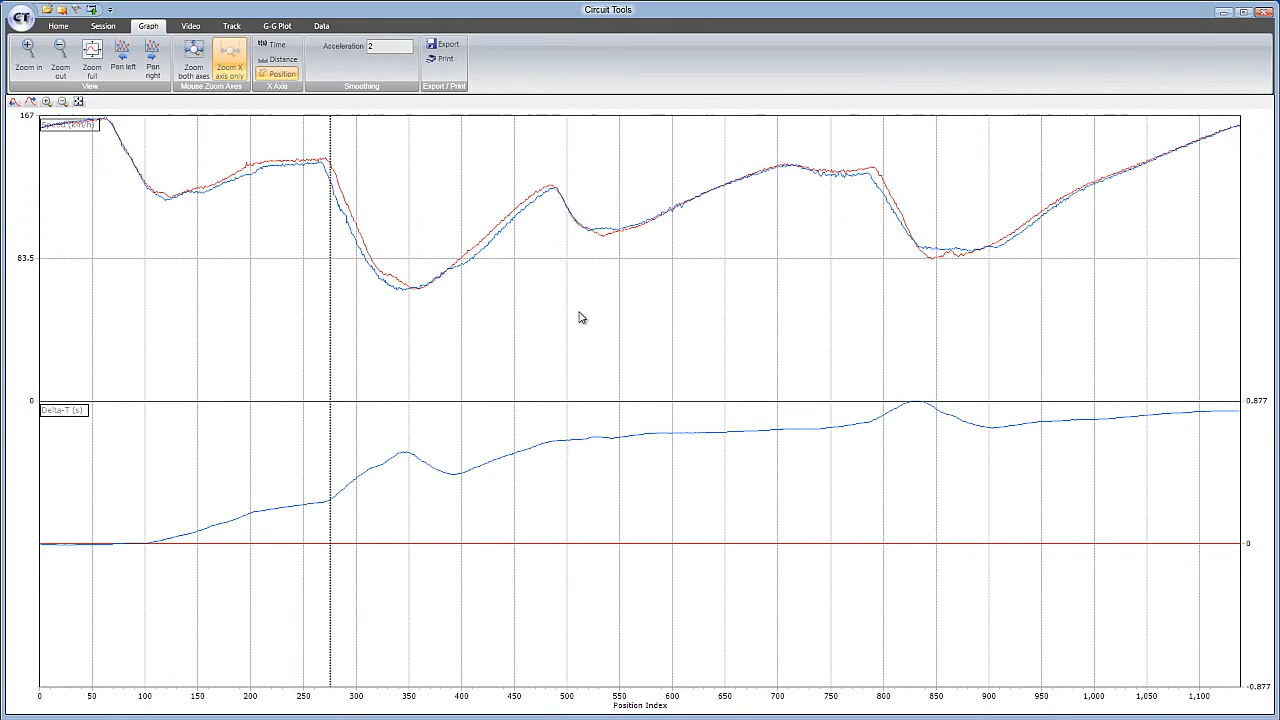 Circuit Tools
CT
Home Session Graph Video Track G-G Plot Data
Zoom in Zoom out Zoom full Pan left Pan right
View
Zoom both axes Zoom X axis only
Mouse Zoom Axes
Time
Distance
Position
X Axis
Acceleration 2
Smoothing
Export
Print
Export / Print
167
Speed (km/h)
83.5
0
Delta-T (s)
0.877
0
-0.877
0 50 100 150 200 250 300 350 400 450 500 550 600 650 700 750 800 850 900 950 1,000 1,050 1,100
Position Index